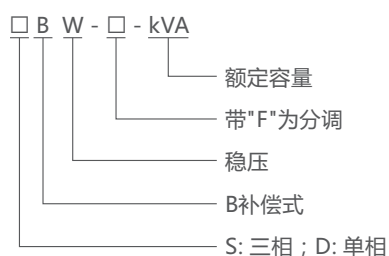 □ B W - □ - kVA
额定容量
带"F"为分调
稳压
B补偿式
S: 三相；D: 单相